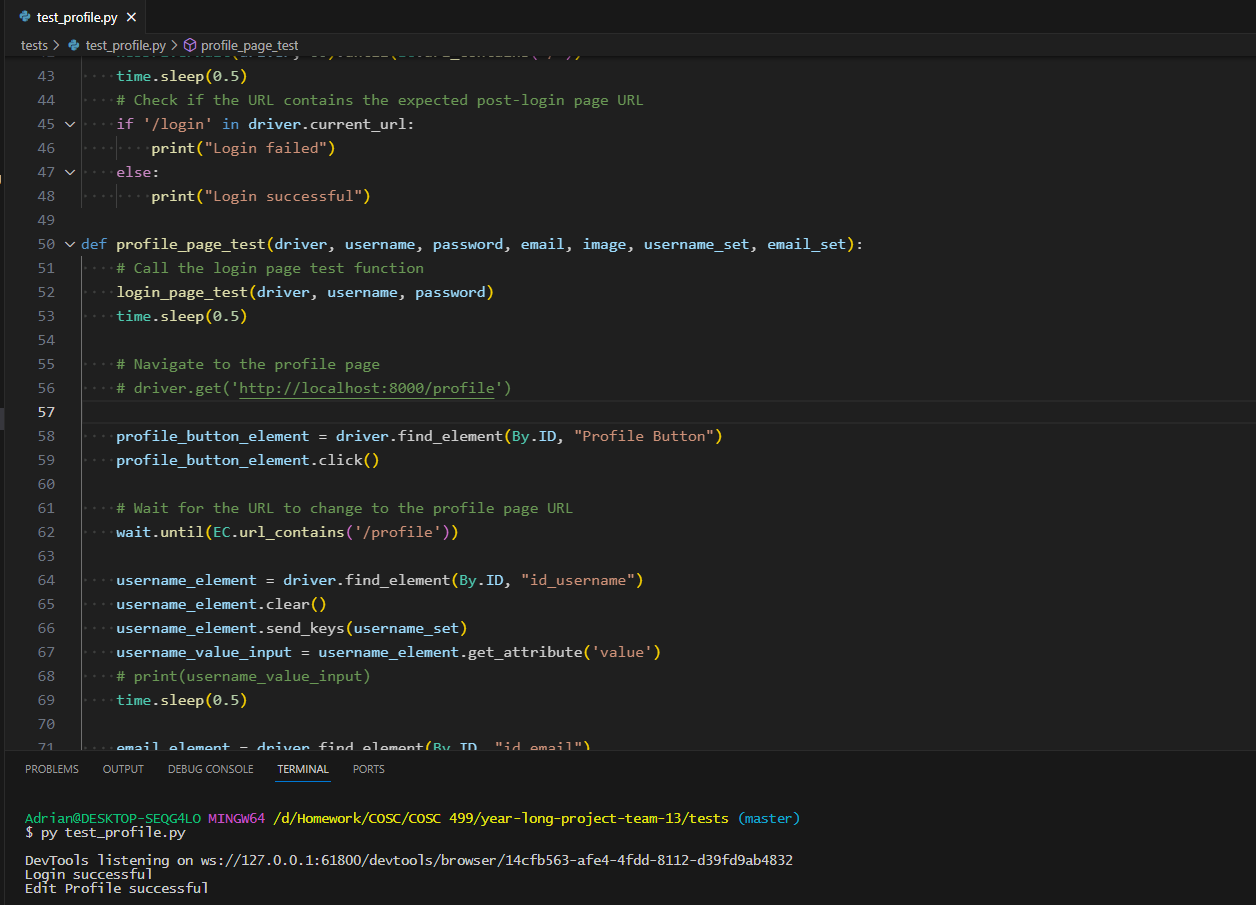 test_profile.py
tests > test_profile.py > profile_page_test
43 time.sleep(0.5)
44 # Check if the URL contains the expected post-login page URL
45 if '/login' in driver.current_url:
46 print("Login failed")
47 else:
48 print("Login successful")
49
50 def profile_page_test(driver, username, password, email, image, username_set, email_set):
51 # Call the login page test function
52 login_page_test(driver, username, password)
53 time.sleep(0.5)
54
55 # Navigate to the profile page
56 # driver.get('http://localhost:8000/profile')
57
58 profile_button_element = driver.find_element(By.ID, "Profile Button")
59 profile_button_element.click()
60
61 # Wait for the URL to change to the profile page URL
62 wait.until(EC.url_contains('/profile'))
63
64 username_element = driver.find_element(By.ID, "id_username")
65 username_element.clear()
66 username_element.send_keys(username_set)
67 username_value_input = username_element.get_attribute('value')
68 # print(username_value_input)
69 time.sleep(0.5)
70
71 email_element = driver.find_element(By.ID, "id_email")
PROBLEMS OUTPUT DEBUG CONSOLE TERMINAL PORTS
Adrian@DESKTOP-SEQG4LO MINGW64 /d/Homework/COSC/COSC 499/year-long-project-team-13/tests (master)
$ py test_profile.py
DevTools listening on ws://127.0.0.1:61800/devtools/browser/14cfb563-afe4-4fdd-8112-d39fd9ab4832
Login successful
Edit Profile successful